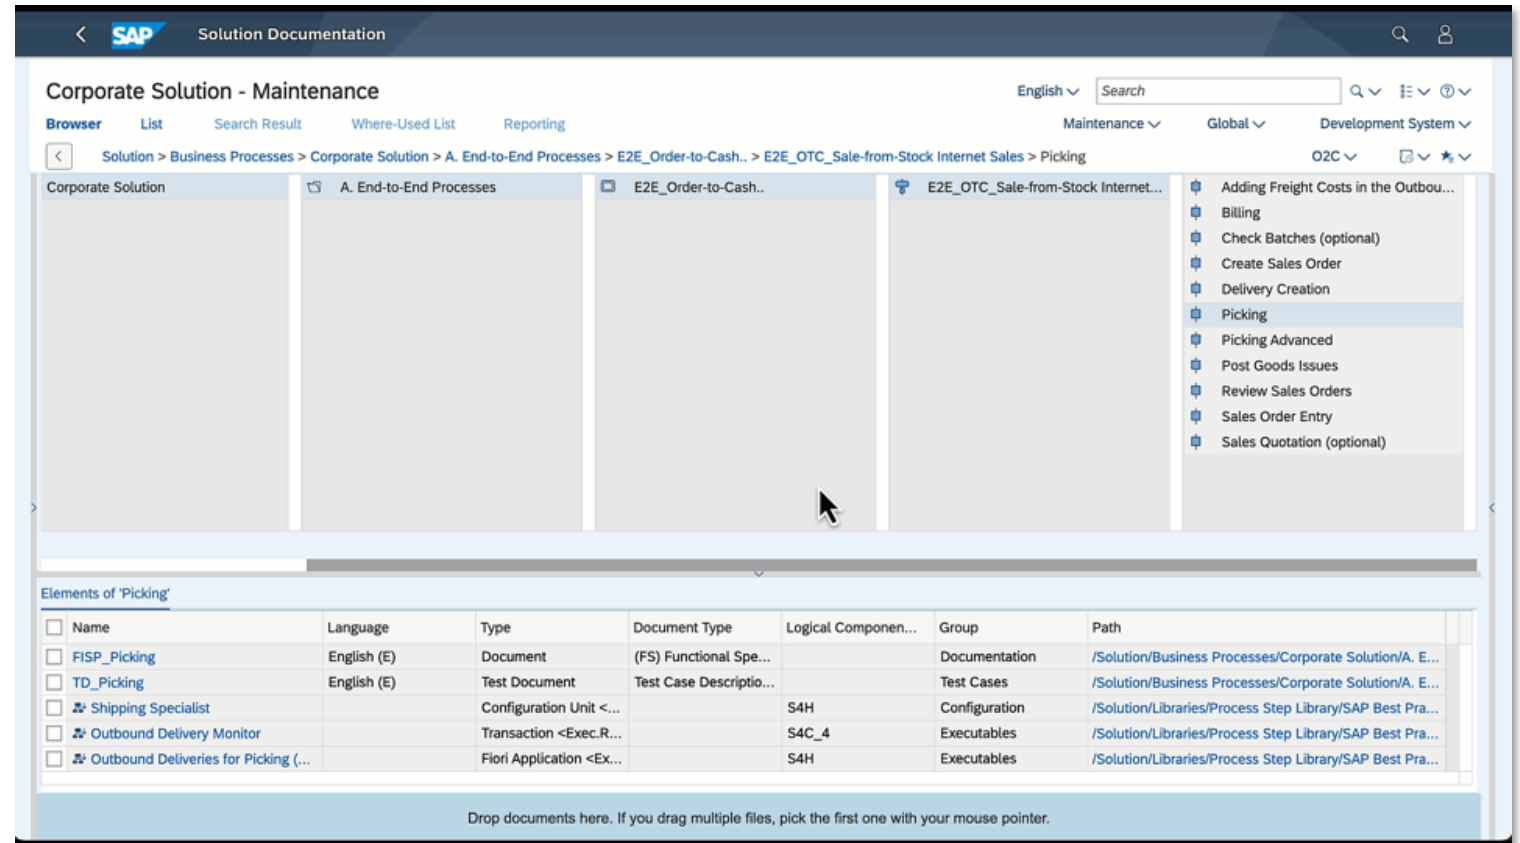 SAP Solution Documentation
Corporate Solution - Maintenance English Search
Browser List Search Result Where-Used List Reporting Maintenance Global Development System
Solution > Business Processes > Corporate Solution > A. End-to-End Processes > E2E_Order-to-Cash.. > E2E_OTC_Sale-from-Stock Internet Sales > Picking O2C
Corporate Solution A. End-to-End Processes E2E_Order-to-Cash.. E2E_OTC_Sale-from-Stock Internet... Adding Freight Costs in the Outbou...
Billing
Check Batches (optional)
Create Sales Order
Delivery Creation
Picking
Picking Advanced
Post Goods Issues
Review Sales Orders
Sales Order Entry
Sales Quotation (optional)
Elements of 'Picking'
Name Language Type Document Type Logical Componen... Group Path
FISP_Picking English (E) Document (FS) Functional Spe... Documentation /Solution/Business Processes/Corporate Solution/A. E...
TD_Picking English (E) Test Document Test Case Descriptio... Test Cases /Solution/Business Processes/Corporate Solution/A. E...
Shipping Specialist Configuration Unit <... S4H Configuration /Solution/Libraries/Process Step Library/SAP Best Pra...
Outbound Delivery Monitor Transaction <Exec.R... S4C_4 Executables /Solution/Libraries/Process Step Library/SAP Best Pra...
Outbound Deliveries for Picking (... Fiori Application <Ex... S4H Executables /Solution/Libraries/Process Step Library/SAP Best Pra...
Drop documents here. If you drag multiple files, pick the first one with your mouse pointer.